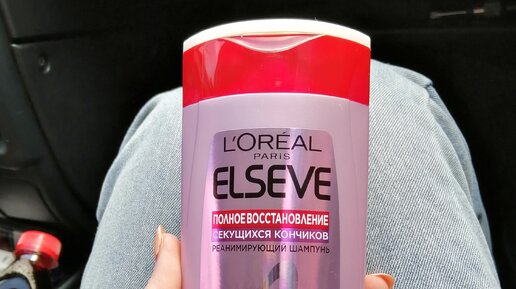 L'ORÉAL
PARIS
ELSEVE
ПОЛНОЕ ВОССТАНОВЛЕНИЕ
СЕКУЩИХСЯ КОНЧИКОВ
РЕАНИМИРУЮЩИЙ ШАМПУНЬ